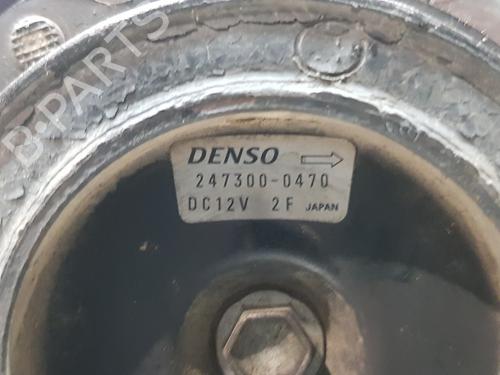 B-PARTS
DENSO
247300-0470
DC12V 2F JAPAN